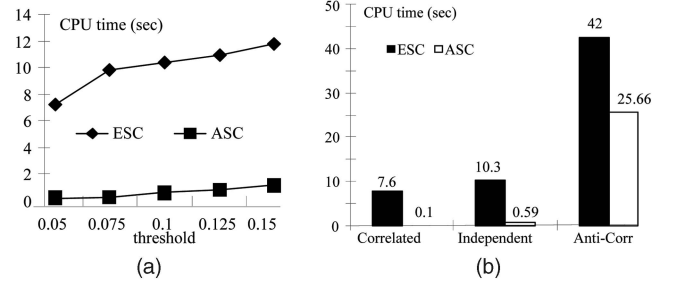 CPU time (sec)
14
12
10
8
6
4
2
0
ESC
ASC
0.05
0.075
0.1
0.125
0.15
threshold
(a)
CPU time (sec)
50
40
30
20
10
0
ESC
ASC
7.6
0.1
10.3
0.59
42
25.66
Correlated
Independent
Anti-Corr
(b)